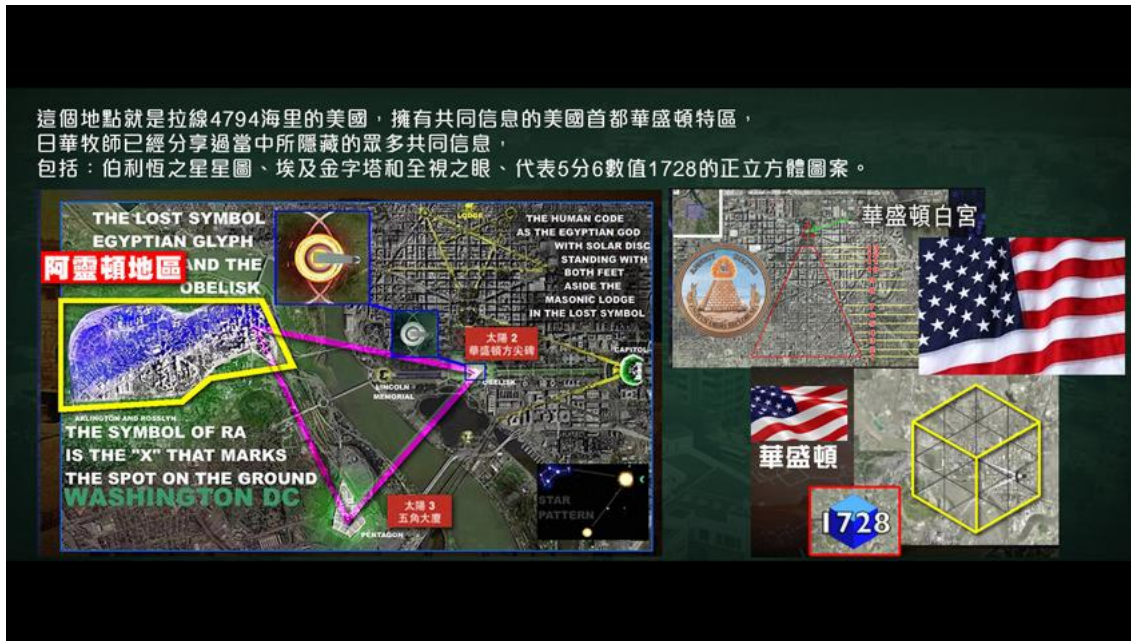 這個地點就是拉線4794海里的美國，擁有共同信息的美國首都華盛頓特區，
日華牧師已經分享過當中所隱藏的眾多共同信息，
包括：伯利恆之星星圖、埃及金字塔和全視之眼、代表5分6數值1728的正立方體圖案。
THE LOST SYMBOL
EGYPTIAN GLYPH
AND THE
OBELISK
阿靈頓地區
LODGE
THE HUMAN CODE
AS THE EGYPTIAN GOD
WITH SOLAR DISC
STANDING WITH
BOTH FEET
ASIDE THE
MASONIC LODGE
IN THE LOST SYMBOL
太陽 2
華盛頓方尖碑
CAPITOL
OBELISK
LINCOLN
MEMORIAL
ARLINGTON AND ROSSLYN
THE SYMBOL OF RA
IS THE "X" THAT MARKS
THE SPOT ON THE GROUND
WASHINGTON DC
太陽 3
五角大廈
PENTAGON
STAR
PATTERN
華盛頓白宮
ANNUIT COEPTIS
華盛頓
1728